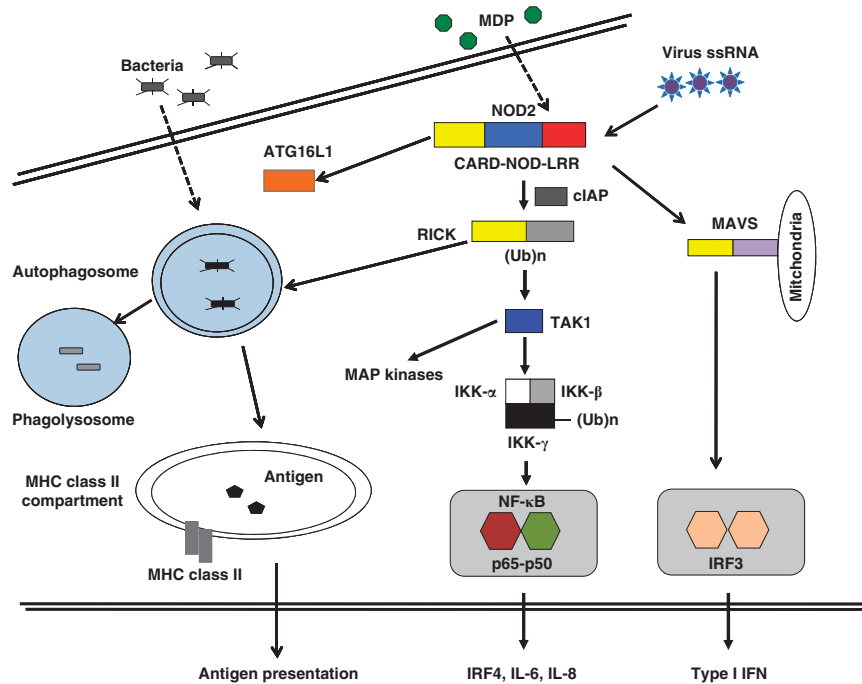 MDP
Bacteria
Virus ssRNA
NOD2
ATG16L1
CARD-NOD-LRR
cIAP
RICK
MAVS
(Ub)n
Mitchondria
Autophagosome
TAK1
MAP kinases
IKK-α
IKK-β
(Ub)n
Phagolysosome
IKK-γ
Antigen
MHC class II
compartment
NF-κB
p65-p50
IRF3
MHC class II
Antigen presentation
IRF4, IL-6, IL-8
Type I IFN